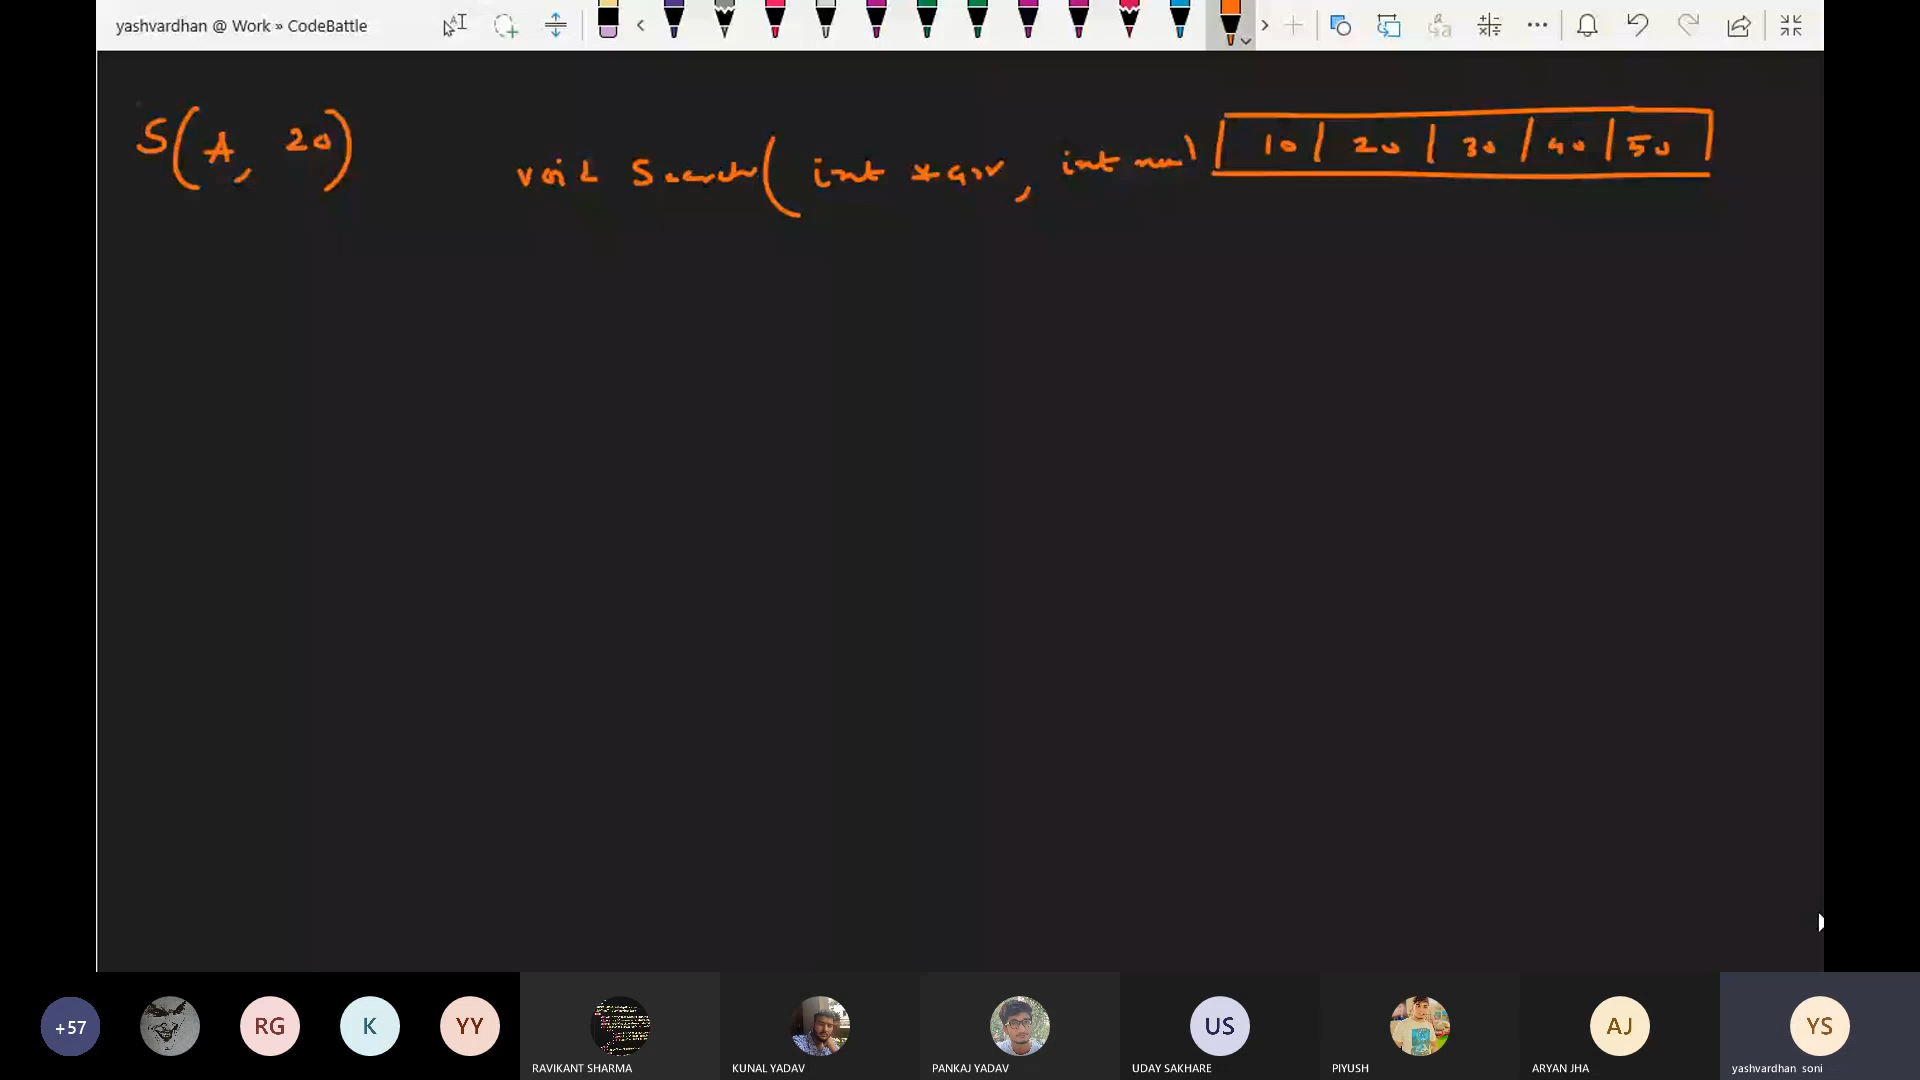 yashvardhan @ Work » CodeBattle
S(A, 20)
void Search(int *arr, int num)
10 | 20 | 30 | 40 | 50
+57
RG
K
YY
US
AJ
YS
RAVIKANT SHARMA
KUNAL YADAV
PANKAJ YADAV
UDAY SAKHARE
PIYUSH
ARYAN JHA
yashvardhan soni